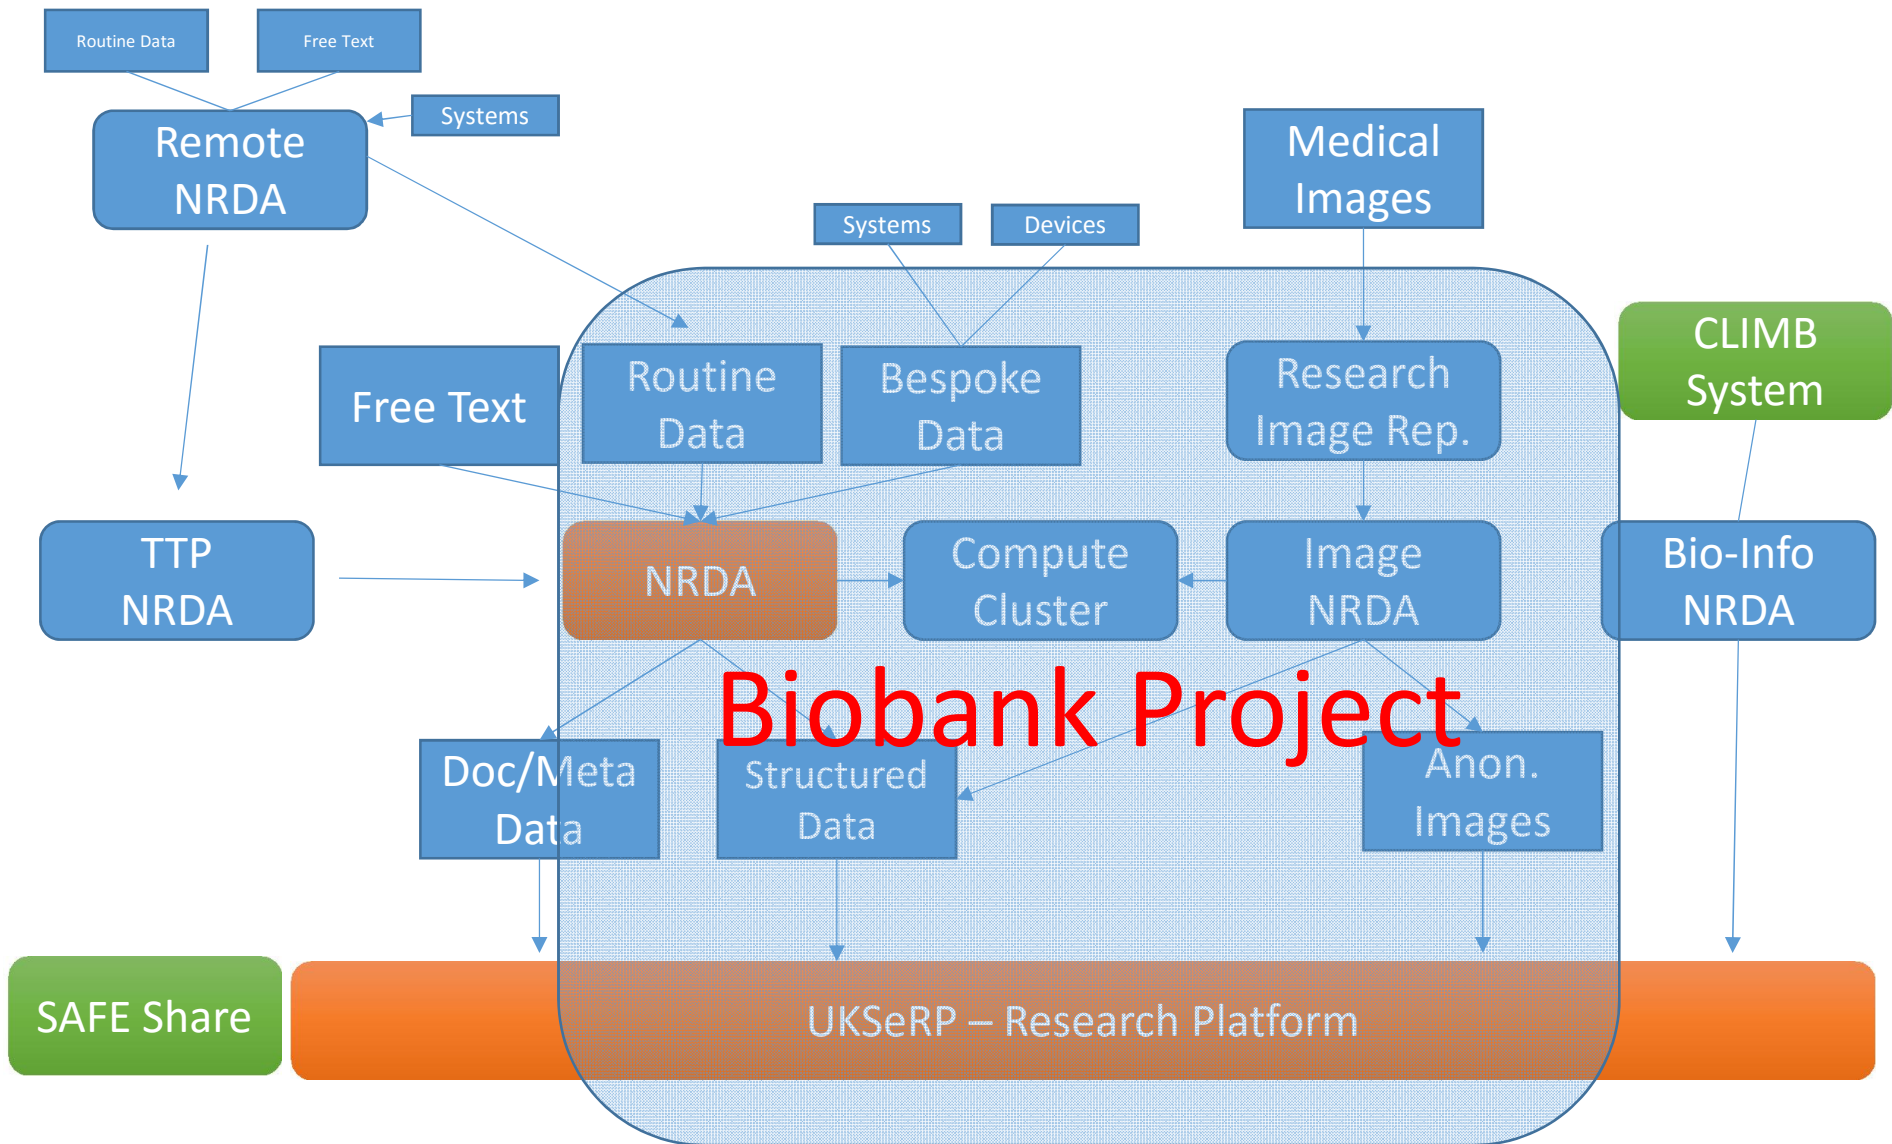 Routine Data
Free Text
Systems
Remote
NRDA
Medical
Images
Systems
Devices
CLIMB
System
Free Text
Routine
Data
Bespoke
Data
Research
Image Rep.
TTP
NRDA
NRDA
Compute
Cluster
Image
NRDA
Bio-Info
NRDA
Biobank Project
Doc/Meta
Data
Structured
Data
Anon.
Images
SAFE Share
UKSeRP – Research Platform